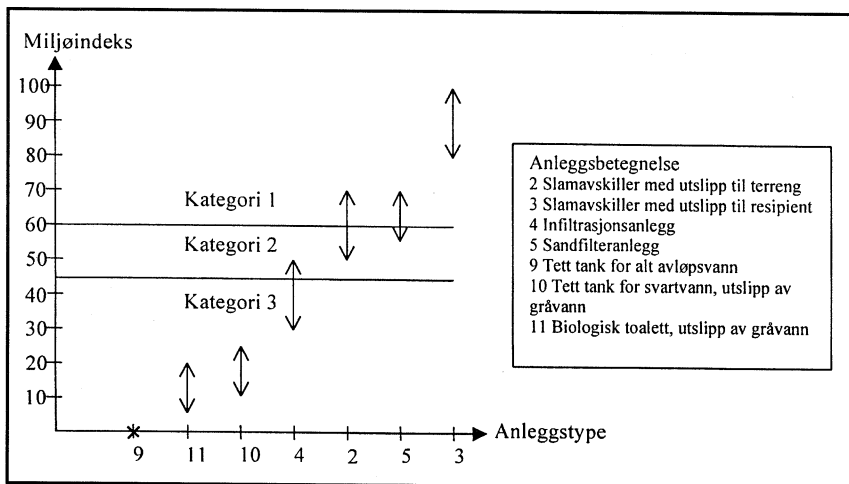 Miljøindeks
100
90
80
70
60
50
40
30
20
10
Kategori 1
Kategori 2
Kategori 3
9 11 10 4 2 5 3
Anleggstype
Anleggsbetegnelse
2 Slamavskiller med utslipp til terreng
3 Slamavskiller med utslipp til resipient
4 Infiltrasjonsanlegg
5 Sandfilteranlegg
9 Tett tank for alt avløpsvann
10 Tett tank for svartvann, utslipp av
gråvann
11 Biologisk toalett, utslipp av gråvann